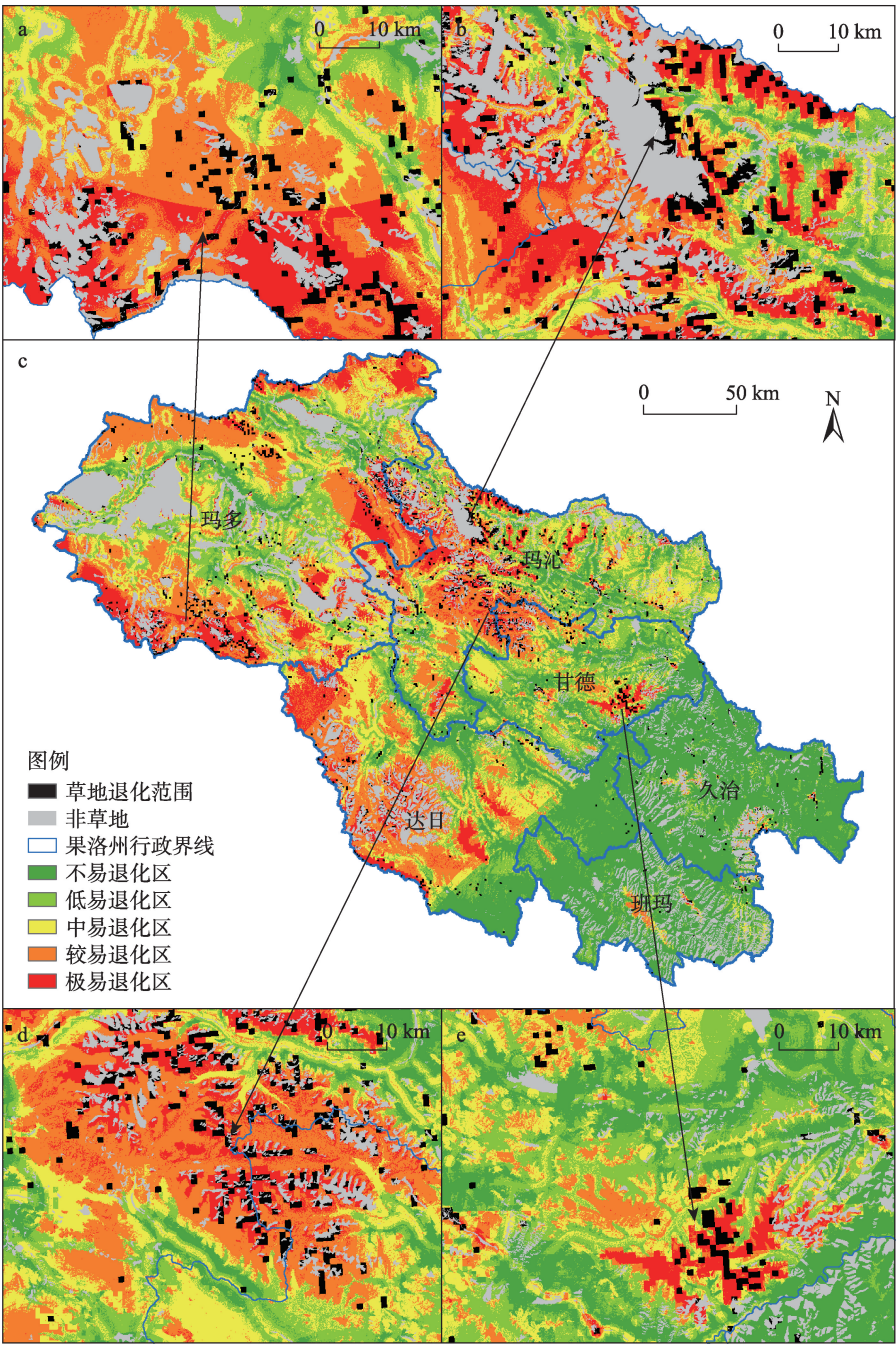 a
0 10 km
b
0 10 km
c
0 50 km
N
玛多
玛沁
甘德
久治
达日
班玛
图例
草地退化范围
非草地
果洛州行政界线
不易退化区
低易退化区
中易退化区
较易退化区
极易退化区
d
0 10 km
e
0 10 km